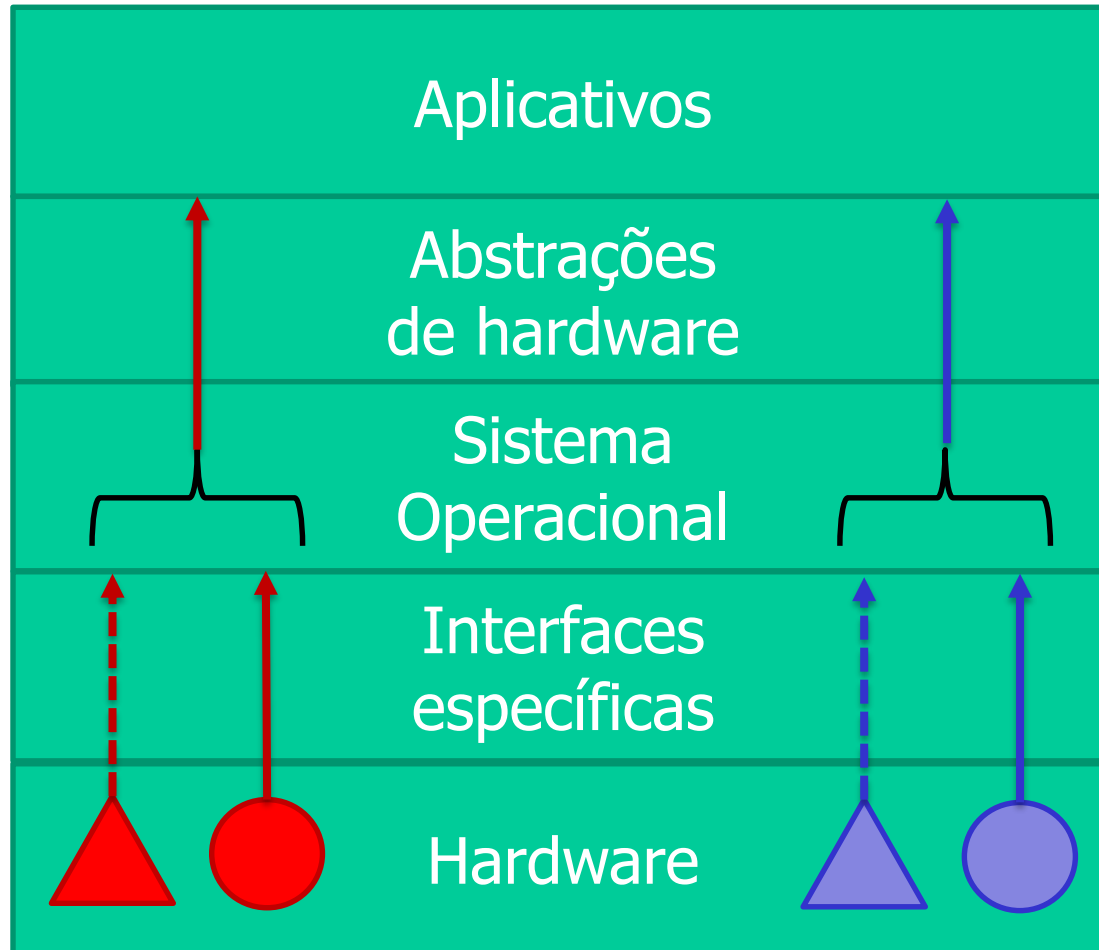 Aplicativos
Abstrações
de hardware
Sistema
Operacional
Interfaces
específicas
Hardware